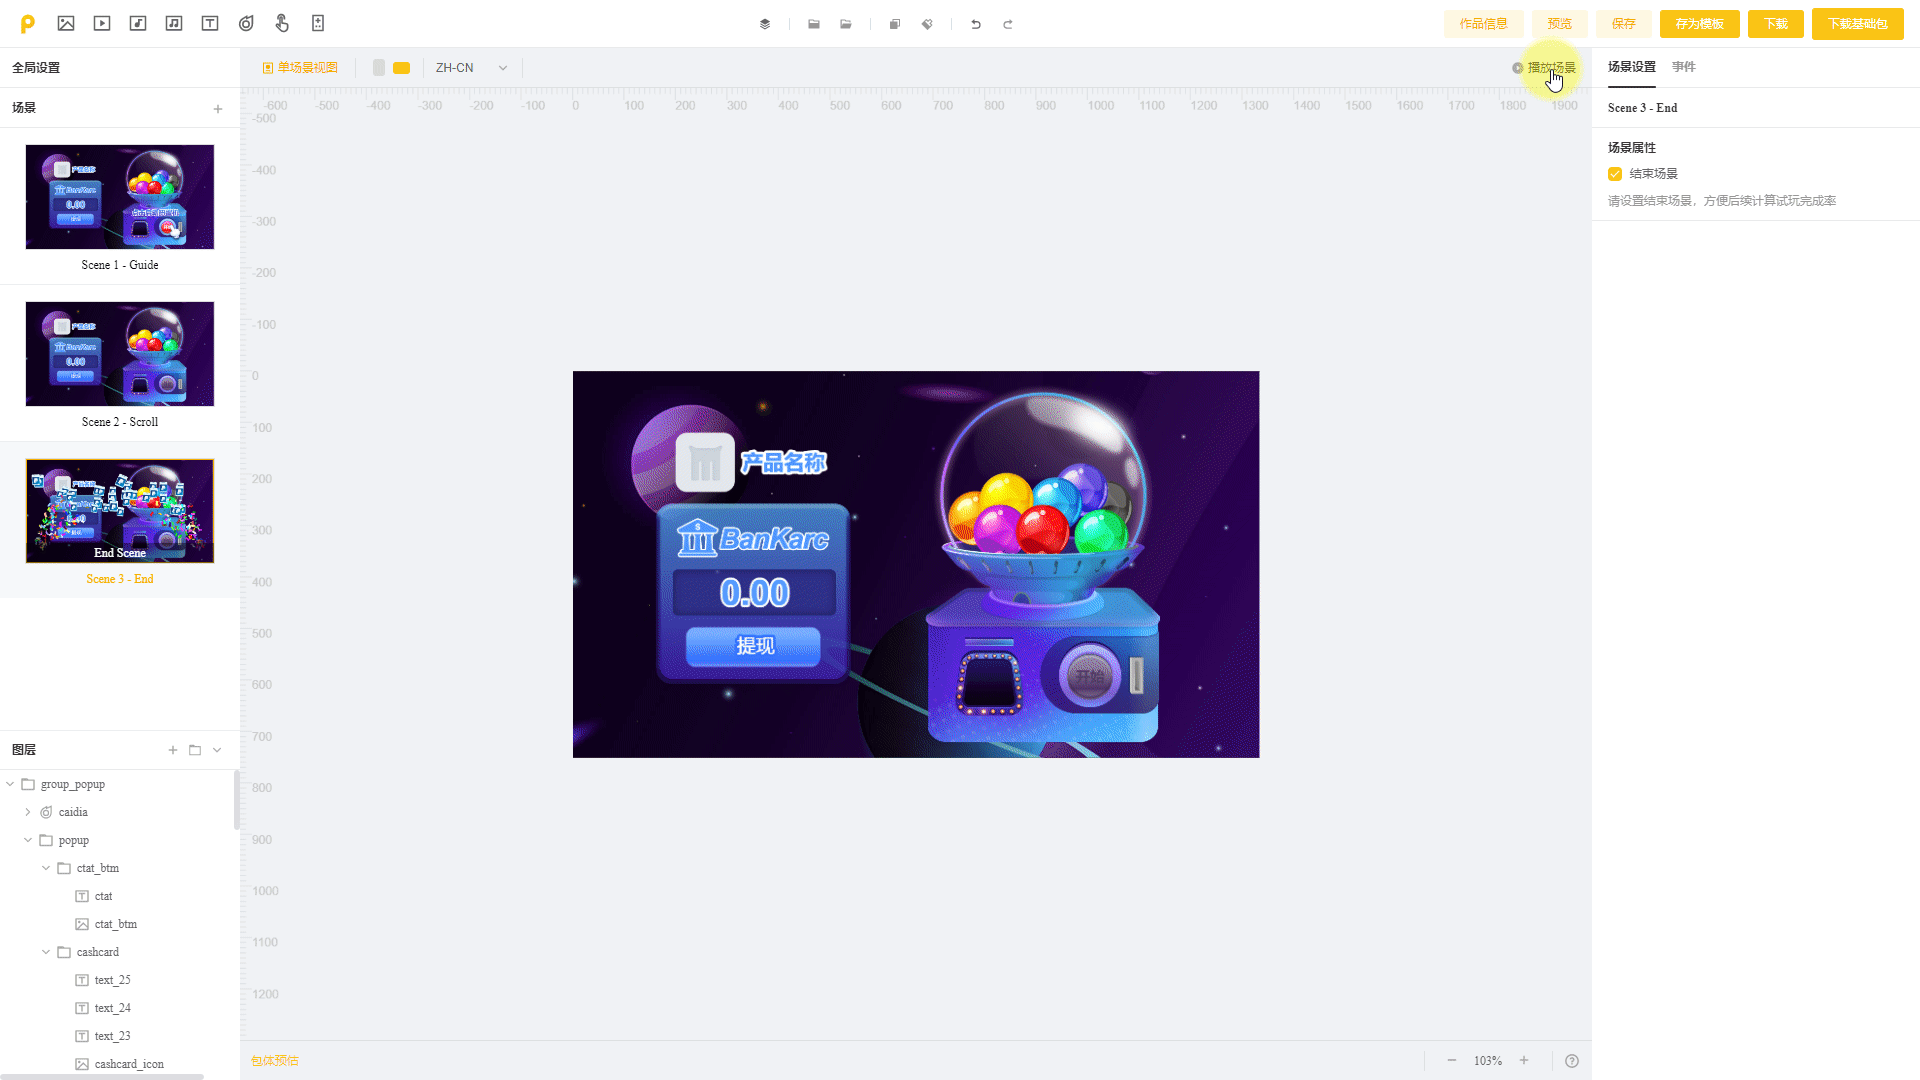 作品信息
预览
保存
存为模板
下载
下载基础包
全局设置
单场景视图
ZH-CN
播放场景
场景设置
事件
-600 -500 -400 -300 -200 -100 0 100 200 300 400 500 600 700 800 900 1000 1100 1200 1300 1400 1500 1600 1700 1800 1900
场景
Scene 3 - End
场景属性
结束场景
请设置结束场景，方便后续计算试玩完成率
产品名称
BanKarc
0.00
Scene 1 - Guide
产品名称
BanKarc
0.00
Scene 2 - Scroll
End Scene
Scene 3 - End
-500
-400
-300
-200
-100
0
100
200
300
400
500
600
700
800
900
1000
1100
1200
产品名称
BanKarc
0.00
提现
开始
图层
group_popup
caidia
popup
ctat_btm
ctat
ctat_btm
cashcard
text_25
text_24
text_23
cashcard_icon
包体预估
103%